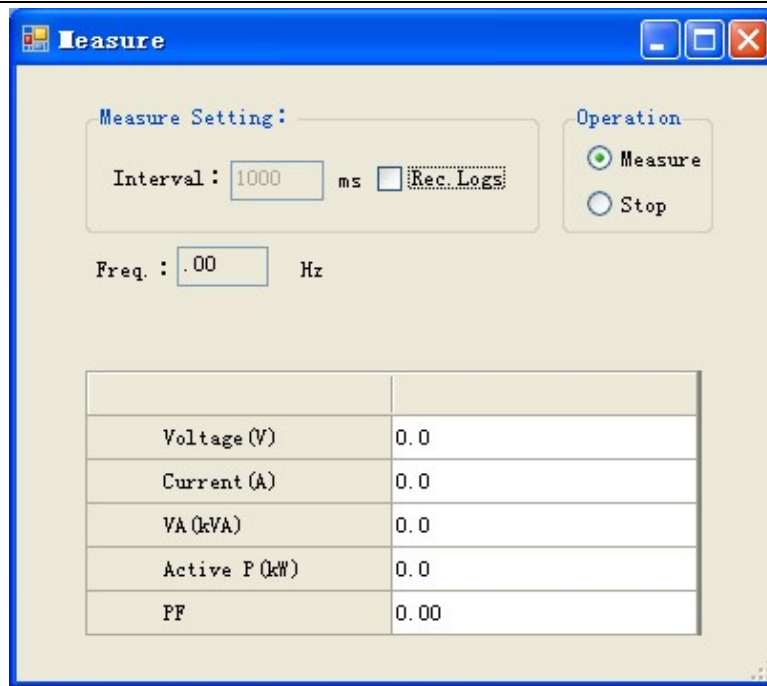 Measure
Measure Setting:
Operation
Interval: 1000 ms Rec.Logs
Measure
Stop
Freq. : .00 Hz
Voltage(V) 0.0
Current(A) 0.0
VA(kVA) 0.0
Active P(kW) 0.0
PF 0.00